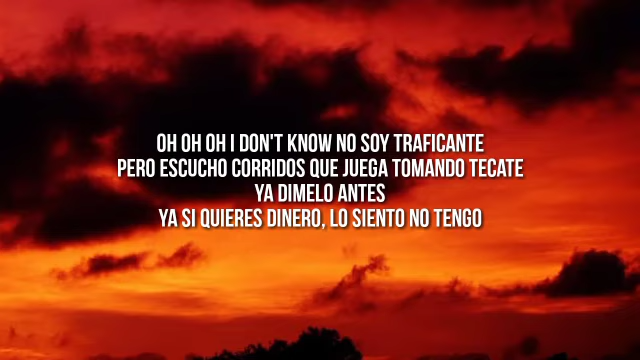 OH OH OH I DON'T KNOW NO SOY TRAFICANTE
PERO ESCUCHO CORRIDOS QUE JUEGA TOMANDO TECATE
YA DIMELO ANTES
YA SI QUIERES DINERO, LO SIENTO NO TENGO